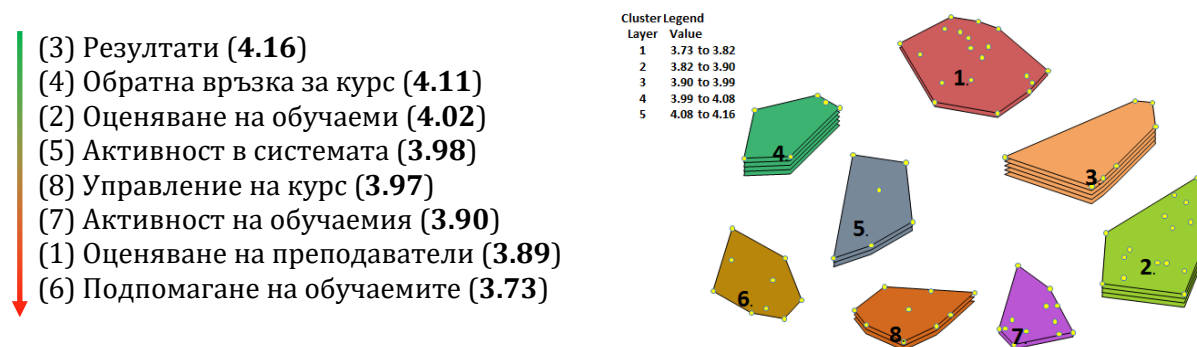 (3) Резултати (4.16)
(4) Обратна връзка за курс (4.11)
(2) Оценяване на обучаеми (4.02)
(5) Активност в системата (3.98)
(8) Управление на курс (3.97)
(7) Активност на обучаемия (3.90)
(1) Оценяване на преподаватели (3.89)
(6) Подпомагане на обучаемите (3.73)
Cluster Legend
Layer Value
1 3.73 to 3.82
2 3.82 to 3.90
3 3.90 to 3.99
4 3.99 to 4.08
5 4.08 to 4.16
1.
4.
3.
5.
2.
6.
8.
7.